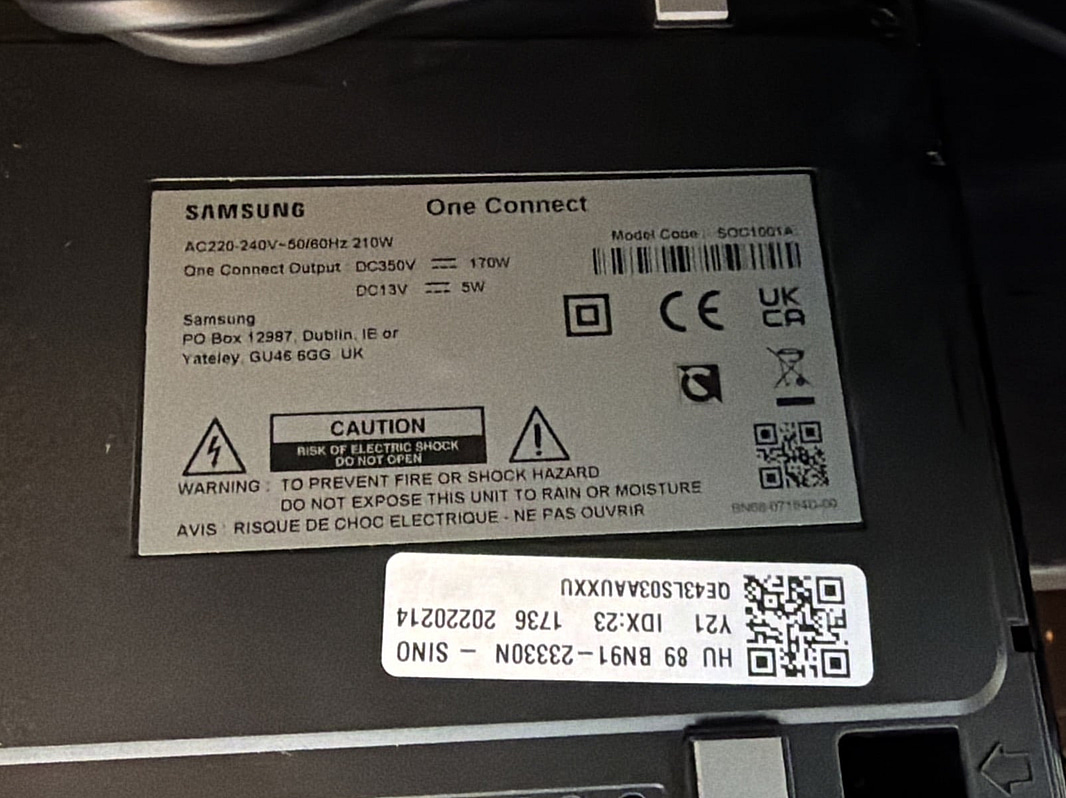 SAMSUNG One Connect
AC220-240V~50/60Hz 210W
Model Code : SOC1001A
One Connect Output : DC350V ⎓ 170W
DC13V ⎓ 5W
Samsung
PO Box 12987, Dublin. IE or
Yateley, GU46 6GG. UK
CE
UK
CA
CAUTION
RISK OF ELECTRIC SHOCK
DO NOT OPEN
WARNING : TO PREVENT FIRE OR SHOCK HAZARD
DO NOT EXPOSE THIS UNIT TO RAIN OR MOISTURE
AVIS : RISQUE DE CHOC ELECTRIQUE - NE PAS OUVRIR
HU 89 BN91-23330N - SINO
Y21 IDX:23 1736 20220214
QE43LS03AAUXXU